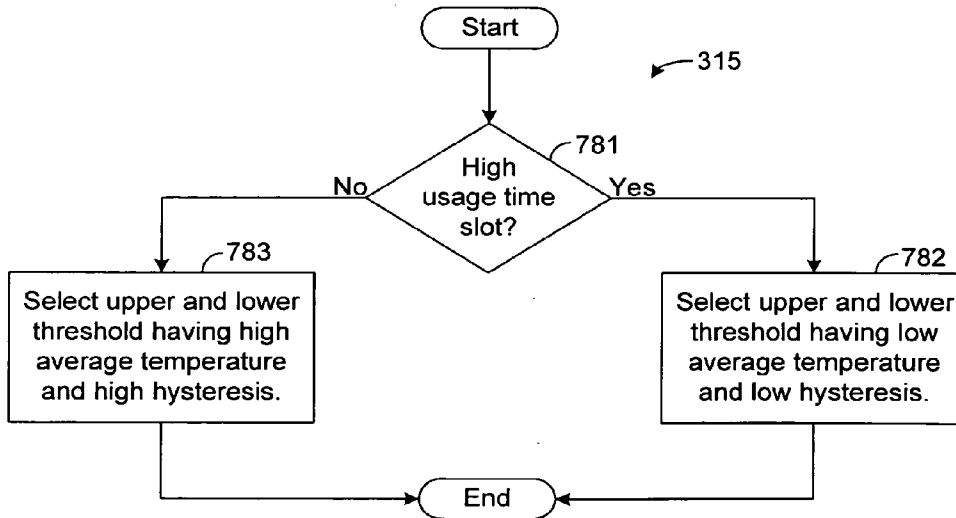 Start
315
781
High
usage time
slot?
No
Yes
783
Select upper and lower
threshold having high
average temperature
and high hysteresis.
782
Select upper and lower
threshold having low
average temperature
and low hysteresis.
End